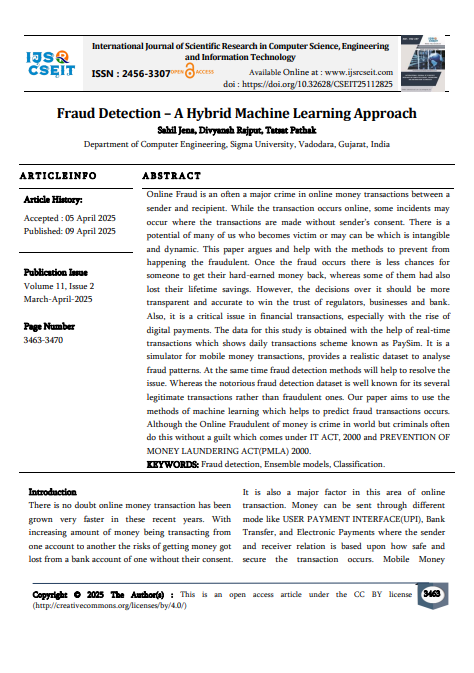 IJSR
CSEIT
International Journal of Scientific Research in Computer Science, Engineering
and Information Technology
ISSN : 2456-3307
OPEN ACCESS
Available Online at : www.ijsrcseit.com
doi : https://doi.org/10.32628/CSEIT25112825
Fraud Detection – A Hybrid Machine Learning Approach
Sahil Jena, Divyansh Rajput, Tatsat Pathak
Department of Computer Engineering, Sigma University, Vadodara, Gujarat, India
ARTICLEINFO
Article History:
Accepted : 05 April 2025
Published: 09 April 2025
Publication Issue
Volume 11, Issue 2
March-April-2025
Page Number
3463-3470
ABSTRACT
Online Fraud is an often a major crime in online money transactions between a
sender and recipient. While the transaction occurs online, some incidents may
occur where the transactions are made without sender's consent. There is a
potential of many of us who becomes victim or may can be which is intangible
and dynamic. This paper argues and help with the methods to prevent from
happening the fraudulent. Once the fraud occurs there is less chances for
someone to get their hard-earned money back, whereas some of them had also
lost their lifetime savings. However, the decisions over it should be more
transparent and accurate to win the trust of regulators, businesses and bank.
Also, it is a critical issue in financial transactions, especially with the rise of
digital payments. The data for this study is obtained with the help of real-time
transactions which shows daily transactions scheme known as PaySim. It is a
simulator for mobile money transactions, provides a realistic dataset to analyse
fraud patterns. At the same time fraud detection methods will help to resolve the
issue. Whereas the notorious fraud detection dataset is well known for its several
legitimate transactions rather than fraudulent ones. Our paper aims to use the
methods of machine learning which helps to predict fraud transactions occurs.
Although the Online Fraudulent of money is crime in world but criminals often
do this without a guilt which comes under IT ACT, 2000 and PREVENTION OF
MONEY LAUNDERING ACT(PMLA) 2000.
KEYWORDS: Fraud detection, Ensemble models, Classification.
Introduction
There is no doubt online money transaction has been
grown very faster in these recent years. With
increasing amount of money being transacting from
one account to another the risks of getting money got
lost from a bank account of one without their consent.
It is also a major factor in this area of online
transaction. Money can be sent through different
mode like USER PAYMENT INTERFACE(UPI), Bank
Transfer, and Electronic Payments where the sender
and receiver relation is based upon how safe and
secure the transaction occurs. Mobile Money
Copyright © 2025 The Author(s) : This is an open access article under the CC BY license
(http://creativecommons.org/licenses/by/4.0/)
3463